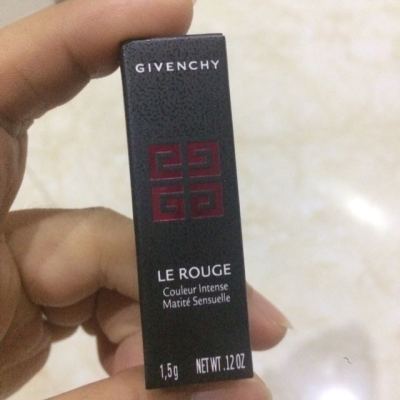 GIVENCHY
LE ROUGE
Couleur Intense
Matité Sensuelle
1,5g NET WT .12 OZ